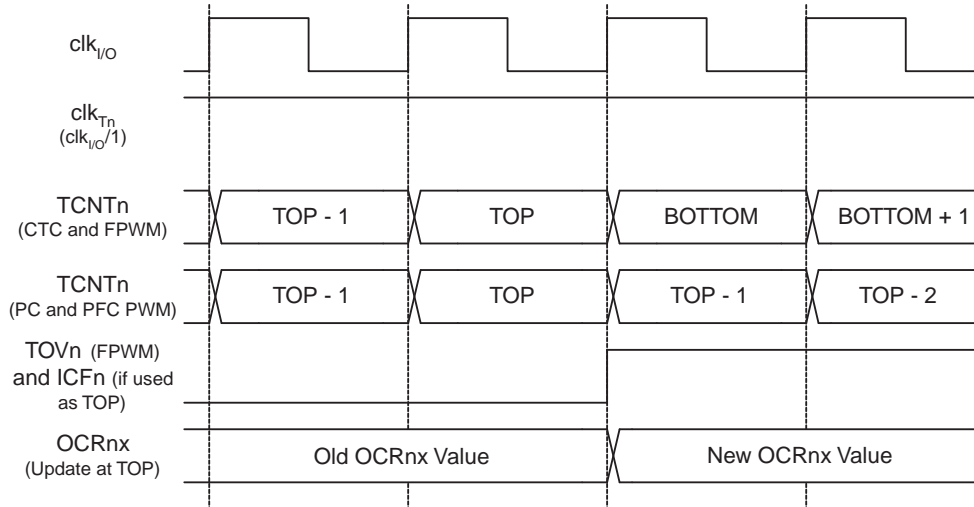 clkI/O
clkTn
(clkI/O/1)
TCNTn
(CTC and FPWM)
TOP - 1
TOP
BOTTOM
BOTTOM + 1
TCNTn
(PC and PFC PWM)
TOP - 1
TOP
TOP - 1
TOP - 2
TOVn (FPWM)
and ICFn (if used
as TOP)
OCRnx
(Update at TOP)
Old OCRnx Value
New OCRnx Value